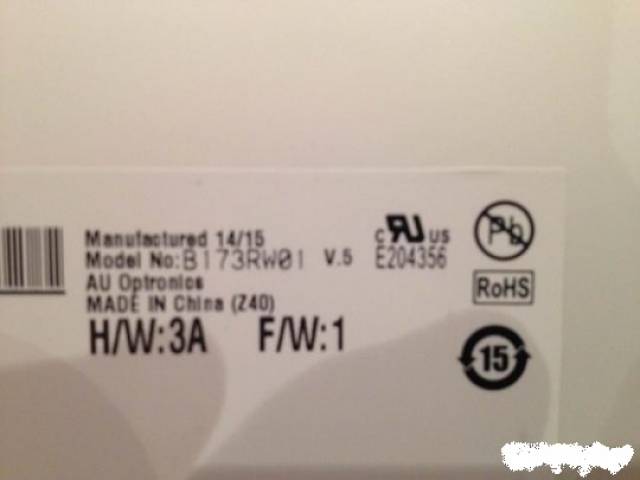 Manufactured 14/15
Model No:B173RW01 V.5
AU Optronics
MADE IN China (Z40)
H/W:3A F/W:1
c RU US
E204356
Pb
RoHS
15